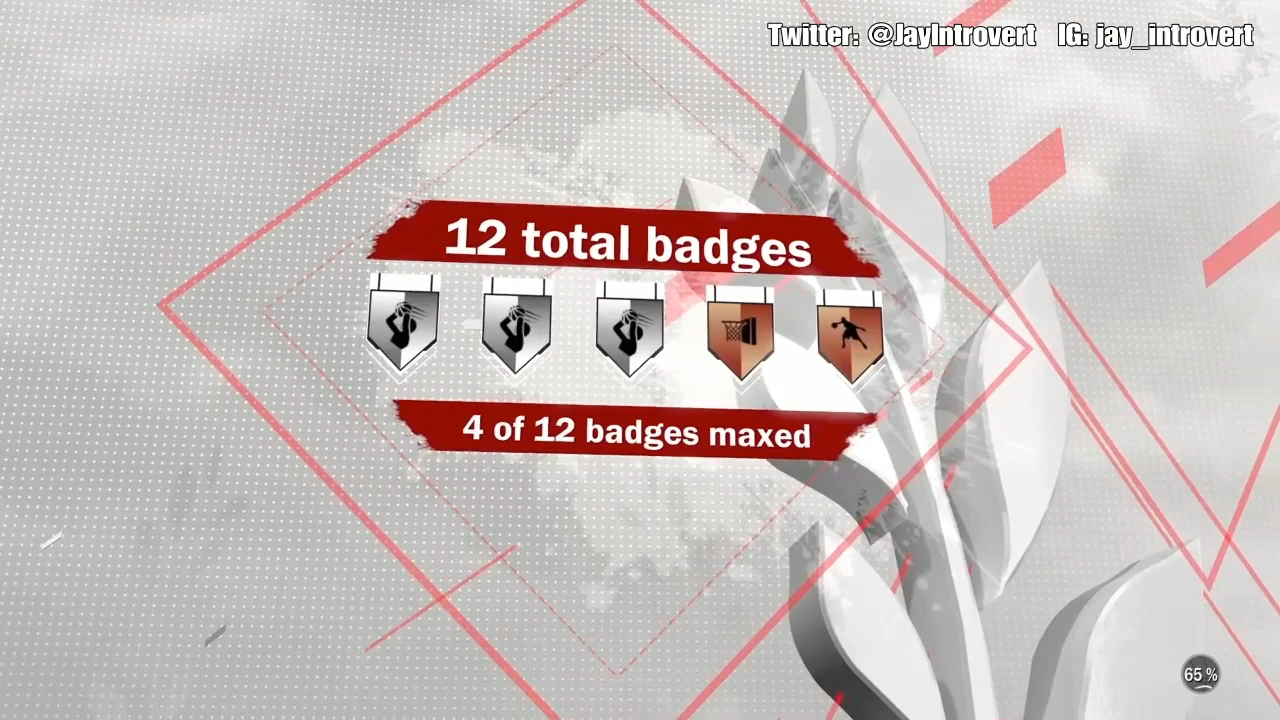 Twitter: @JayIntrovert IG: jay_introvert
12 total badges
4 of 12 badges maxed
65 %